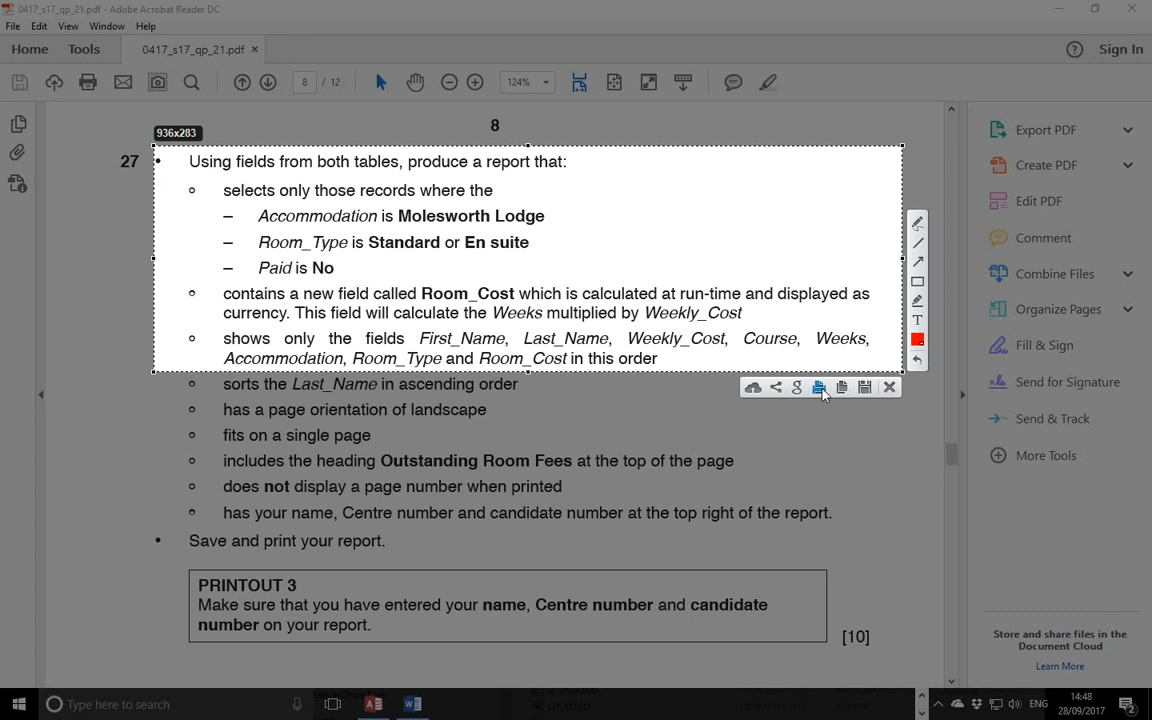 0417_s17_qp_21.pdf - Adobe Acrobat Reader DC
File Edit View Window Help
Home Tools 0417_s17_qp_21.pdf × Sign In
8 / 12 124%
8
936x283
27 • Using fields from both tables, produce a report that:
selects only those records where the
– Accommodation is Molesworth Lodge
– Room_Type is Standard or En suite
– Paid is No
contains a new field called Room_Cost which is calculated at run-time and displayed as
currency. This field will calculate the Weeks multiplied by Weekly_Cost
shows only the fields First_Name, Last_Name, Weekly_Cost, Course, Weeks,
Accommodation, Room_Type and Room_Cost in this order
sorts the Last_Name in ascending order
has a page orientation of landscape
fits on a single page
includes the heading Outstanding Room Fees at the top of the page
does not display a page number when printed
has your name, Centre number and candidate number at the top right of the report.
• Save and print your report.
PRINTOUT 3
Make sure that you have entered your name, Centre number and candidate
number on your report.
[10]
Export PDF
Create PDF
Edit PDF
Comment
Combine Files
Organize Pages
Fill & Sign
Send for Signature
Send & Track
More Tools
Store and share files in the
Document Cloud
Learn More
Type here to search
ENG
14:48
28/09/2017
2